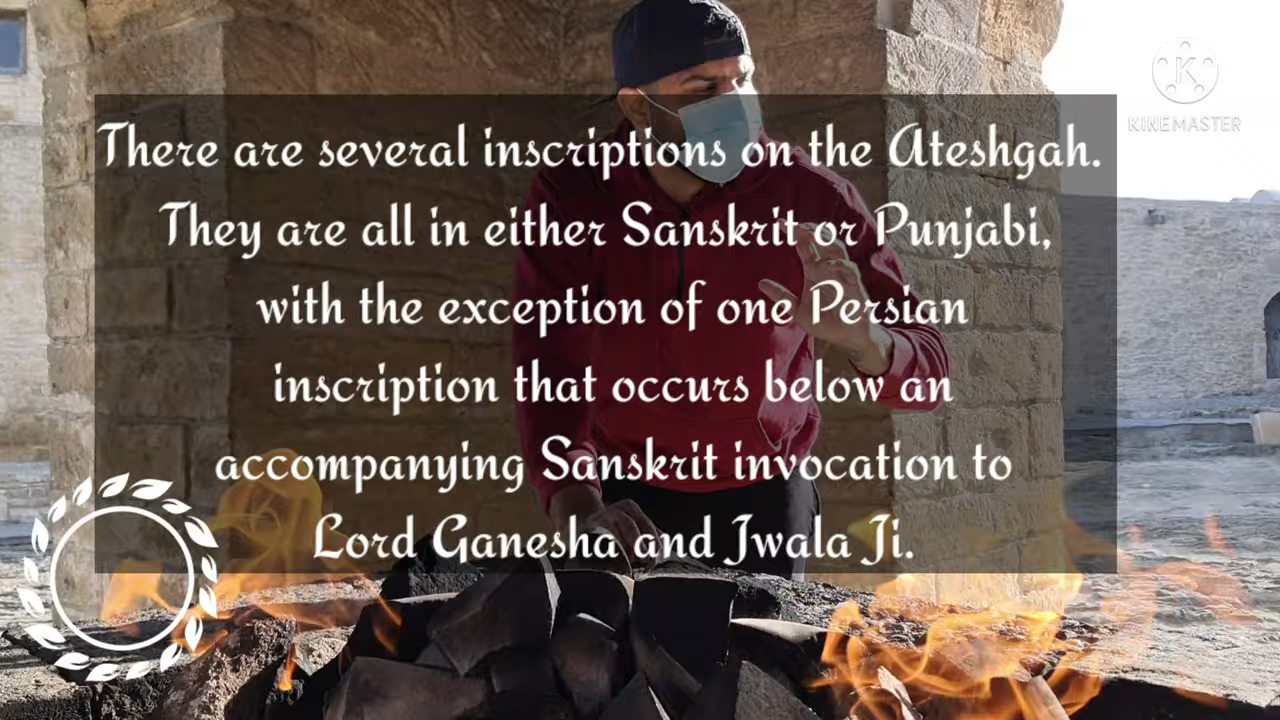 There are several inscriptions on the Ateshgah.
They are all in either Sanskrit or Punjabi,
with the exception of one Persian
inscription that occurs below an
accompanying Sanskrit invocation to
Lord Ganesha and Jwala Ji.
K
KINEMASTER